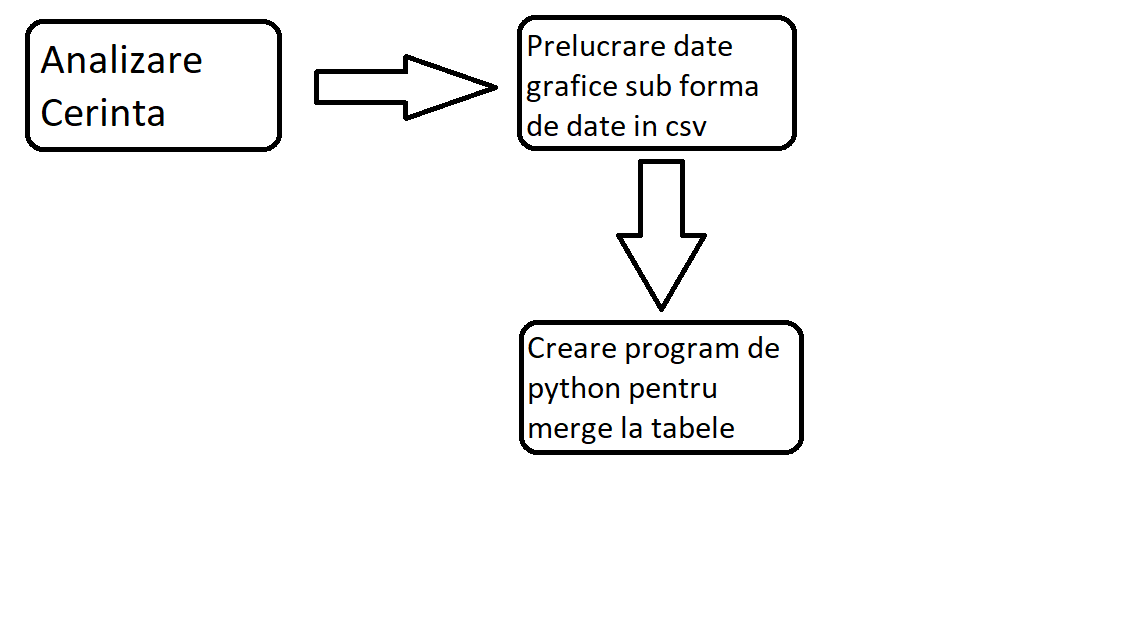 Analizare
Cerinta
Prelucrare date
grafice sub forma
de date in csv
Creare program de
python pentru
merge la tabele